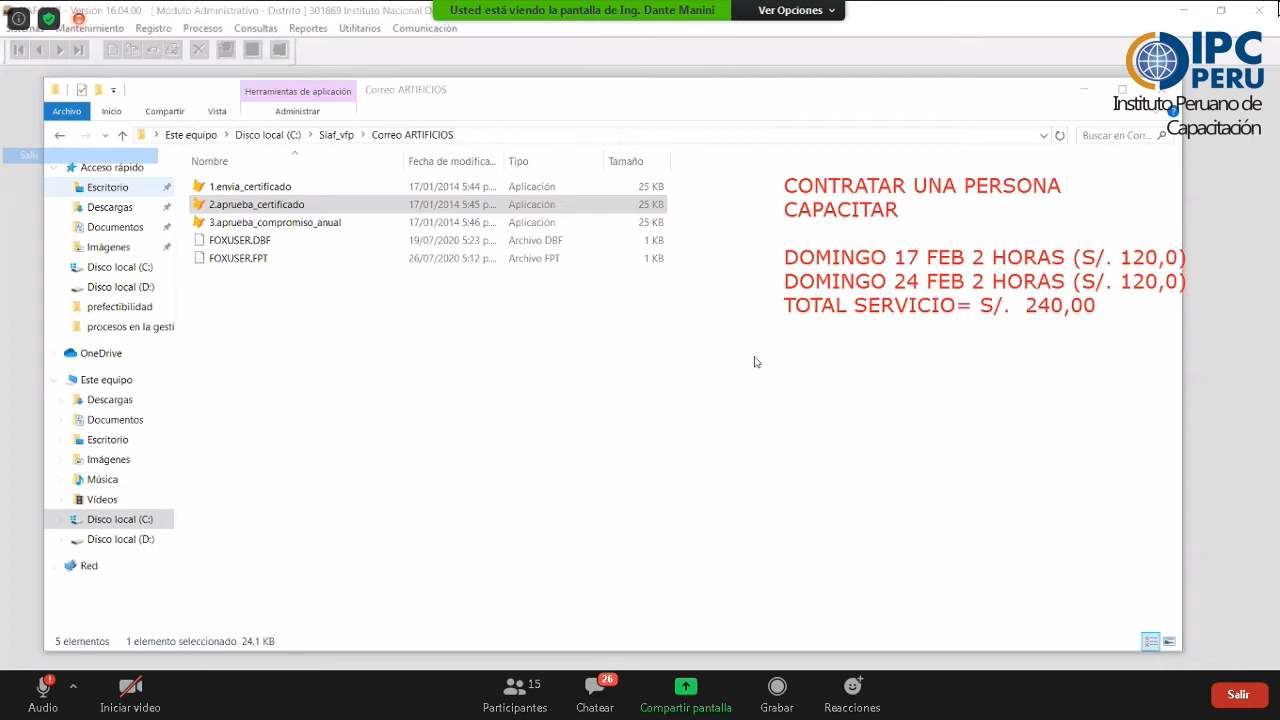 Versión 16.04.00 - ( Módulo Administrativo - Distrito ) 301869 Instituto Nacional D
Usted está viendo la pantalla de Ing. Dante Manini
Ver Opciones
Mantenimiento Registro Procesos Consultas Reportes Utilitarios Comunicación
IPC
PERU
Instituto Peruano de
Capacitación
Herramientas de aplicación
Correo ARTIFICIOS
Archivo Inicio Compartir Vista Administrar
Este equipo > Disco local (C:) > Siaf_vfp > Correo ARTIFICIOS
Buscar en Corr...
Salir
Nombre Fecha de modifica... Tipo Tamaño
1.envia_certificado 17/01/2014 5:44 p.... Aplicación 25 KB
2.aprueba_certificado 17/01/2014 5:45 p.... Aplicación 25 KB
3.aprueba_compromiso_anual 17/01/2014 5:46 p.... Aplicación 25 KB
FOXUSER.DBF 19/07/2020 5:23 p.... Archivo DBF 1 KB
FOXUSER.FPT 26/07/2020 5:12 p.... Archivo FPT 1 KB
Acceso rápido
Escritorio
Descargas
Documentos
Imágenes
Disco local (C:)
Disco local (D:)
prefectibilidad
procesos en la gesti
OneDrive
Este equipo
Descargas
Documentos
Escritorio
Imágenes
Música
Vídeos
Disco local (C:)
Disco local (D:)
Red
CONTRATAR UNA PERSONA
CAPACITAR
DOMINGO 17 FEB 2 HORAS (S/. 120,0)
DOMINGO 24 FEB 2 HORAS (S/. 120,0)
TOTAL SERVICIO= S/. 240,00
5 elementos 1 elemento seleccionado 24.1 KB
Audio
Iniciar video
15
Participantes
26
Chatear
Compartir pantalla
Grabar
Reacciones
Salir